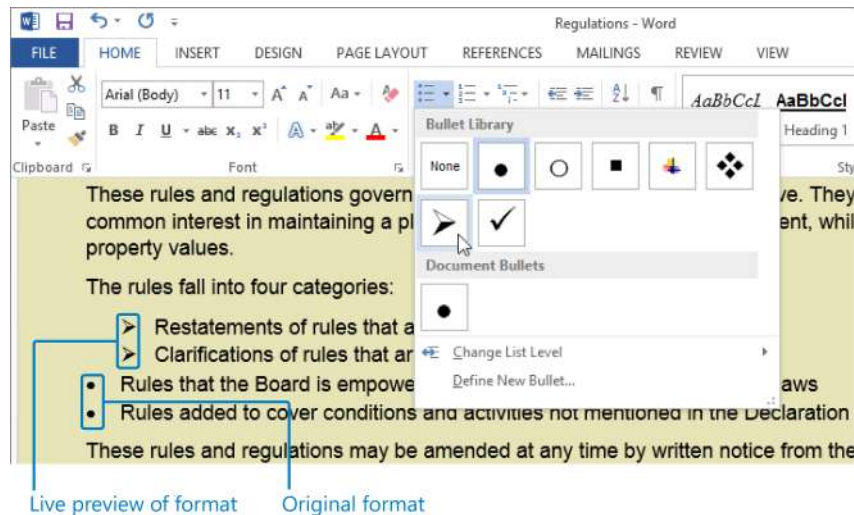 Regulations - Word
FILE HOME INSERT DESIGN PAGE LAYOUT REFERENCES MAILINGS REVIEW VIEW
Arial (Body) 11 A A Aa
AaBbCcI AaBbCcI
Paste B I U abc X₂ X² A ab A
Heading 1
Clipboard Font Sty
Bullet Library
None
Document Bullets
Change List Level
Define New Bullet...
These rules and regulations govern ve. They
common interest in maintaining a pl ent, whil
property values.
The rules fall into four categories:
➢ Restatements of rules that a
➢ Clarifications of rules that ar
• Rules that the Board is empowe aws
• Rules added to cover conditions and activities not mentioned in the Declaration
These rules and regulations may be amended at any time by written notice from the
Live preview of format Original format